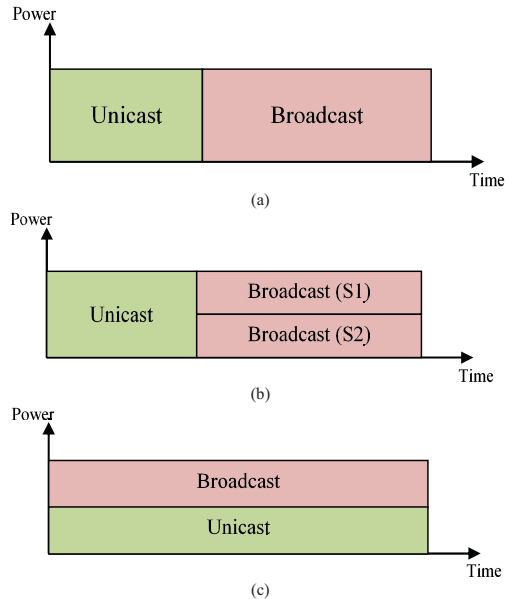 Power
Unicast
Broadcast
Time
(a)
Power
Broadcast (S1)
Unicast
Broadcast (S2)
Time
(b)
Power
Broadcast
Unicast
Time
(c)